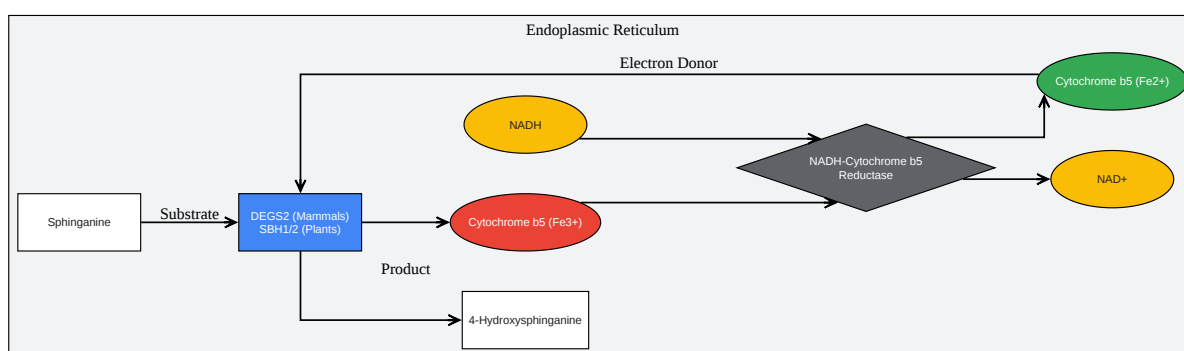 Endoplasmic Reticulum
Electron Donor
Cytochrome b5 (Fe2+)
NADH
NADH-Cytochrome b5
Reductase
NAD+
Sphinganine
Substrate
DEGS2 (Mammals)
SBH1/2 (Plants)
Cytochrome b5 (Fe3+)
Product
4-Hydroxysphinganine